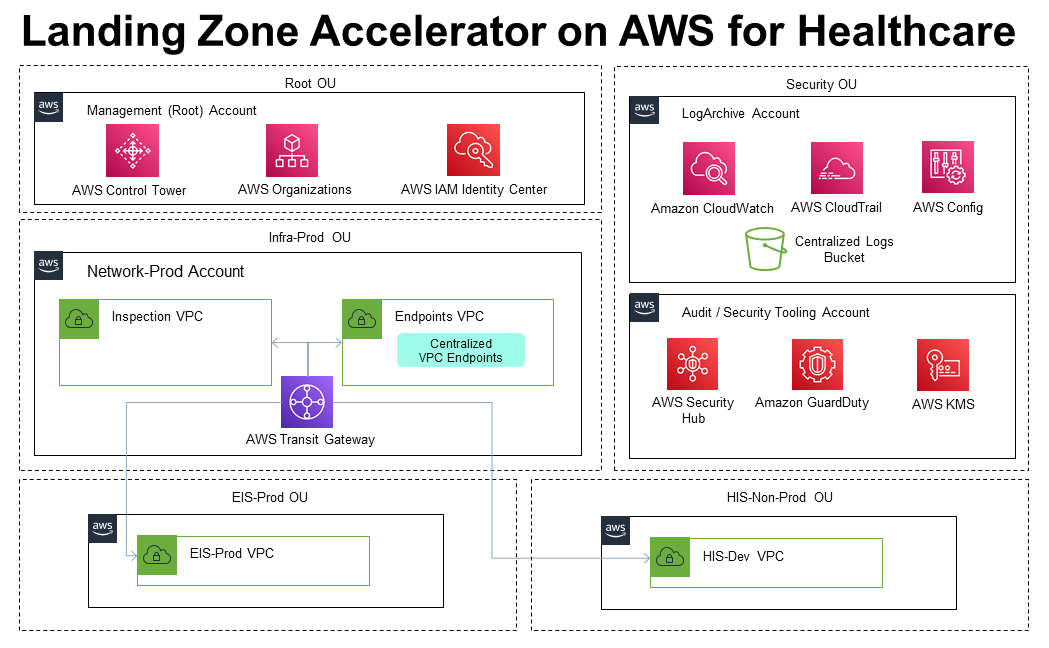 Landing Zone Accelerator on AWS for Healthcare
Root OU
aws
Management (Root) Account
AWS Control Tower
AWS Organizations
AWS IAM Identity Center
Security OU
aws
LogArchive Account
Amazon CloudWatch
AWS CloudTrail
AWS Config
Centralized Logs
Bucket
aws
Audit / Security Tooling Account
AWS Security
Hub
Amazon GuardDuty
AWS KMS
Infra-Prod OU
aws
Network-Prod Account
Inspection VPC
Endpoints VPC
Centralized
VPC Endpoints
AWS Transit Gateway
EIS-Prod OU
aws
EIS-Prod VPC
HIS-Non-Prod OU
aws
HIS-Dev VPC